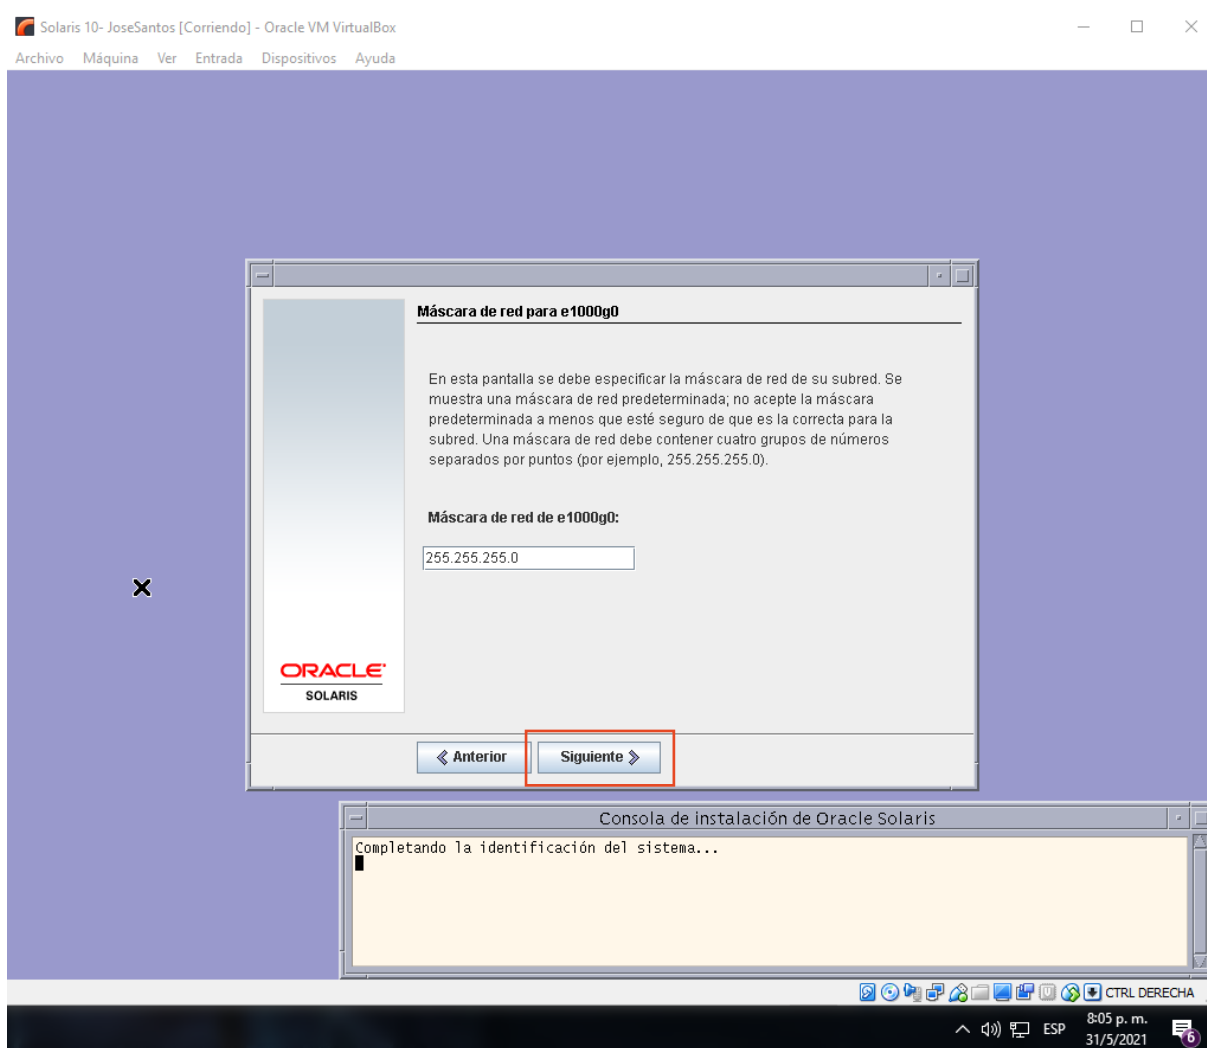 Solaris 10- JoseSantos [Corriendo] - Oracle VM VirtualBox
Archivo Máquina Ver Entrada Dispositivos Ayuda
Máscara de red para e1000g0
En esta pantalla se debe especificar la máscara de red de su subred. Se
muestra una máscara de red predeterminada; no acepte la máscara
predeterminada a menos que esté seguro de que es la correcta para la
subred. Una máscara de red debe contener cuatro grupos de números
separados por puntos (por ejemplo, 255.255.255.0).
Máscara de red de e1000g0:
255.255.255.0
ORACLE
SOLARIS
Anterior Siguiente
Consola de instalación de Oracle Solaris
Completando la identificación del sistema...
CTRL DERECHA
ESP 8:05 p. m.
31/5/2021
6